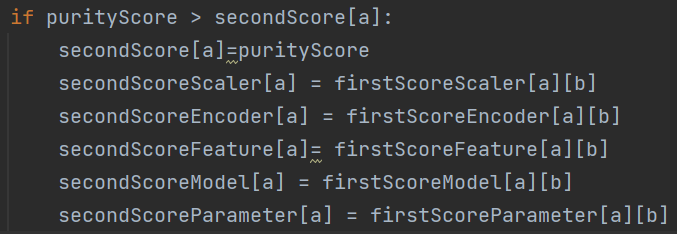 if purityScore > secondScore[a]:
    secondScore[a]=purityScore
    secondScoreScaler[a] = firstScoreScaler[a][b]
    secondScoreEncoder[a] = firstScoreEncoder[a][b]
    secondScoreFeature[a]= firstScoreFeature[a][b]
    secondScoreModel[a] = firstScoreModel[a][b]
    secondScoreParameter[a] = firstScoreParameter[a][b]